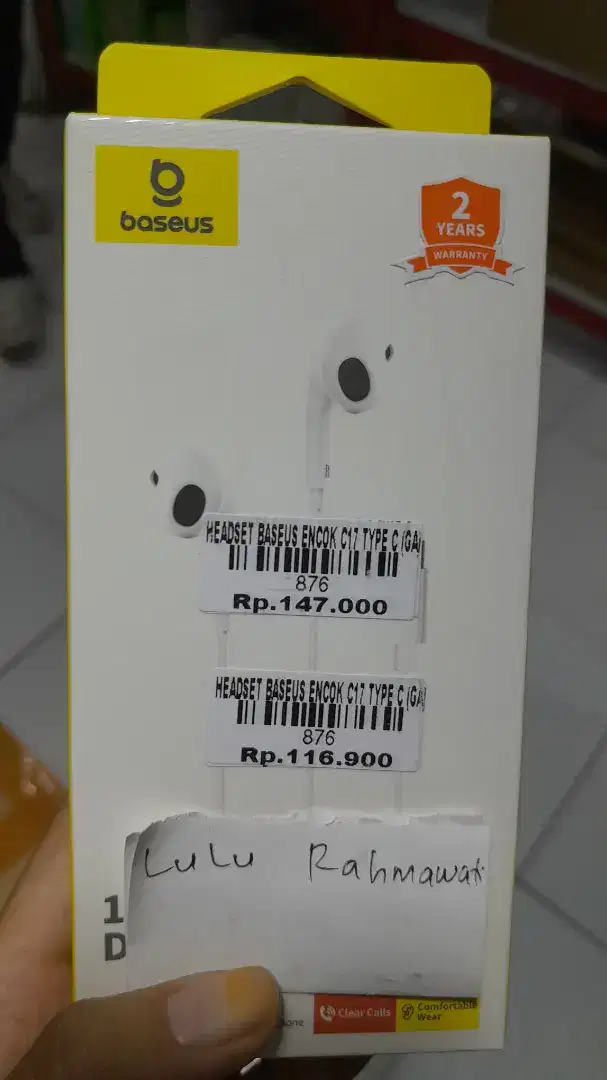 baseus
2
YEARS
WARRANTY
HEADSET BASEUS ENCOK C17 TYPE C (GA
876
Rp.147.000
HEADSET BASEUS ENCOK C17 TYPE C (GA
876
Rp.116.900
LuLu Rahmawati
1
D
Clear Calls
Comfortable
Wear